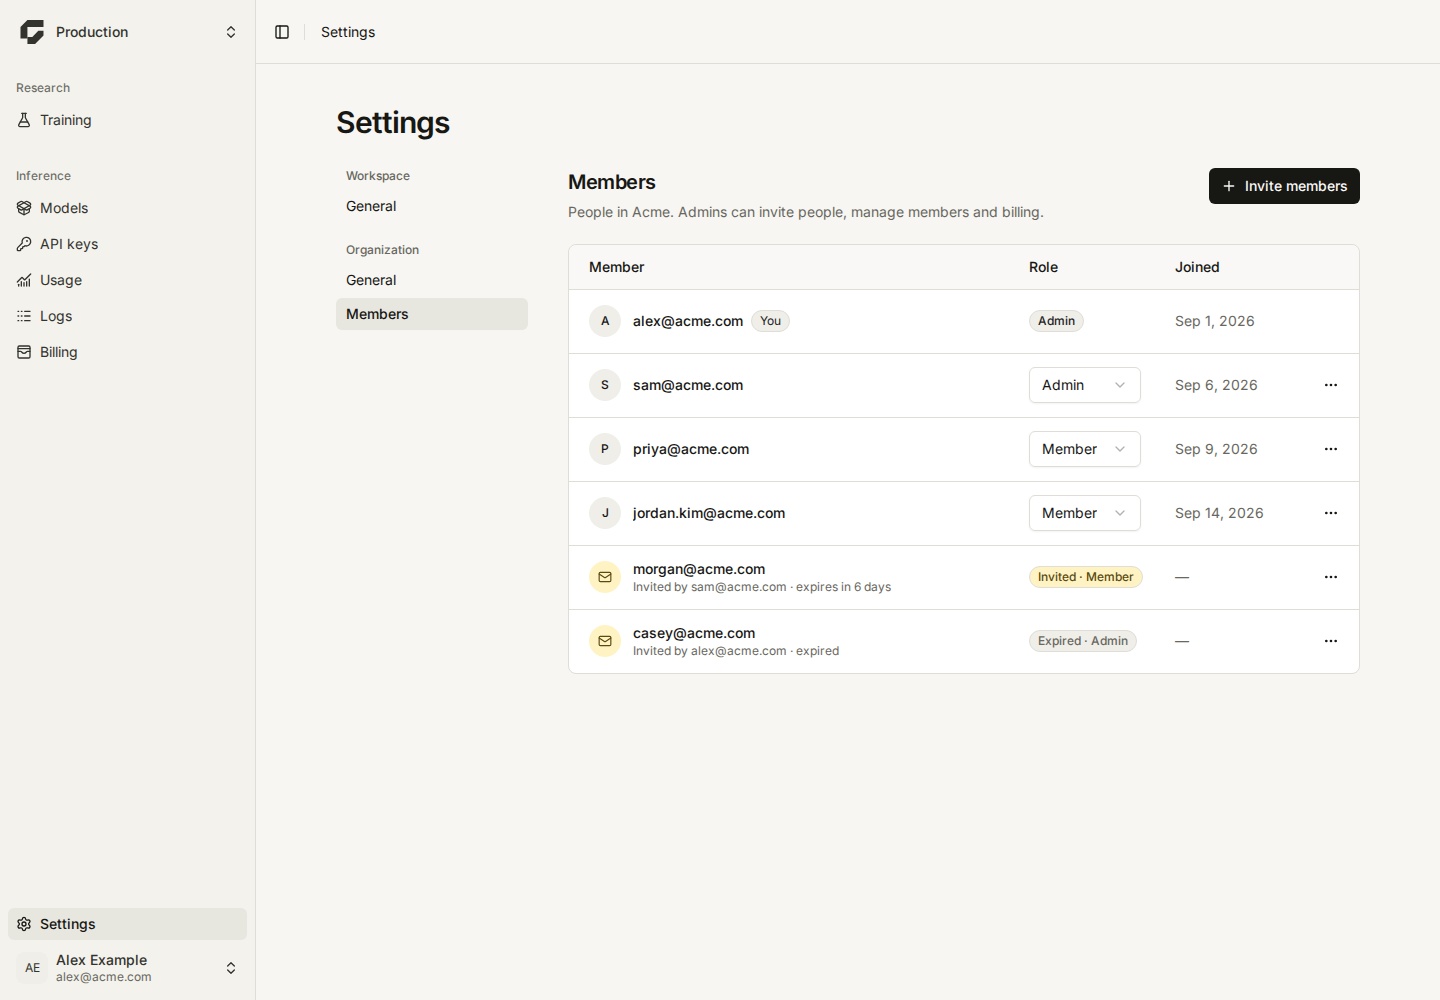 Production
Research
Training
Inference
Models
API keys
Usage
Logs
Billing
Settings
AE
Alex Example
alex@acme.com
Settings
Settings
Workspace
General
Organization
General
Members
Members
People in Acme. Admins can invite people, manage members and billing.
Invite members
Member Role Joined
A alex@acme.com You Admin Sep 1, 2026
S sam@acme.com Admin Sep 6, 2026
P priya@acme.com Member Sep 9, 2026
J jordan.kim@acme.com Member Sep 14, 2026
morgan@acme.com
Invited by sam@acme.com · expires in 6 days
Invited · Member —
casey@acme.com
Invited by alex@acme.com · expired
Expired · Admin —